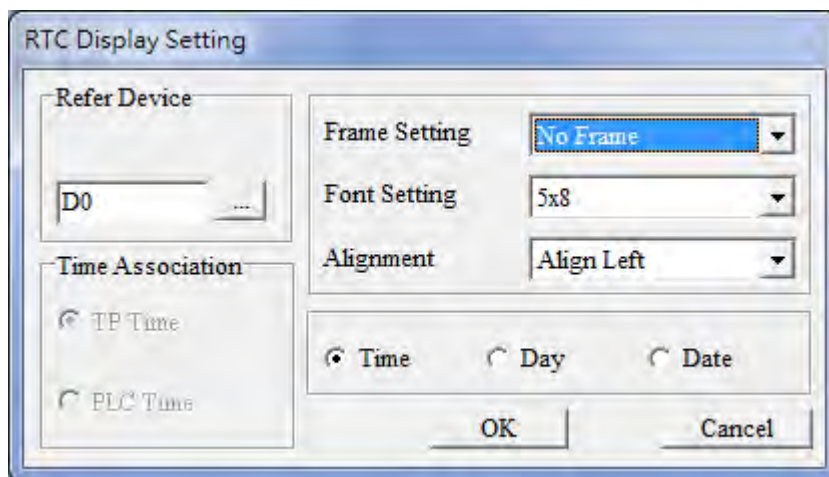 RTC Display Setting
Refer Device
D0
...
Time Association
TP Time
PLC Time
Frame Setting
No Frame
Font Setting
5x8
Alignment
Align Left
Time
Day
Date
OK
Cancel